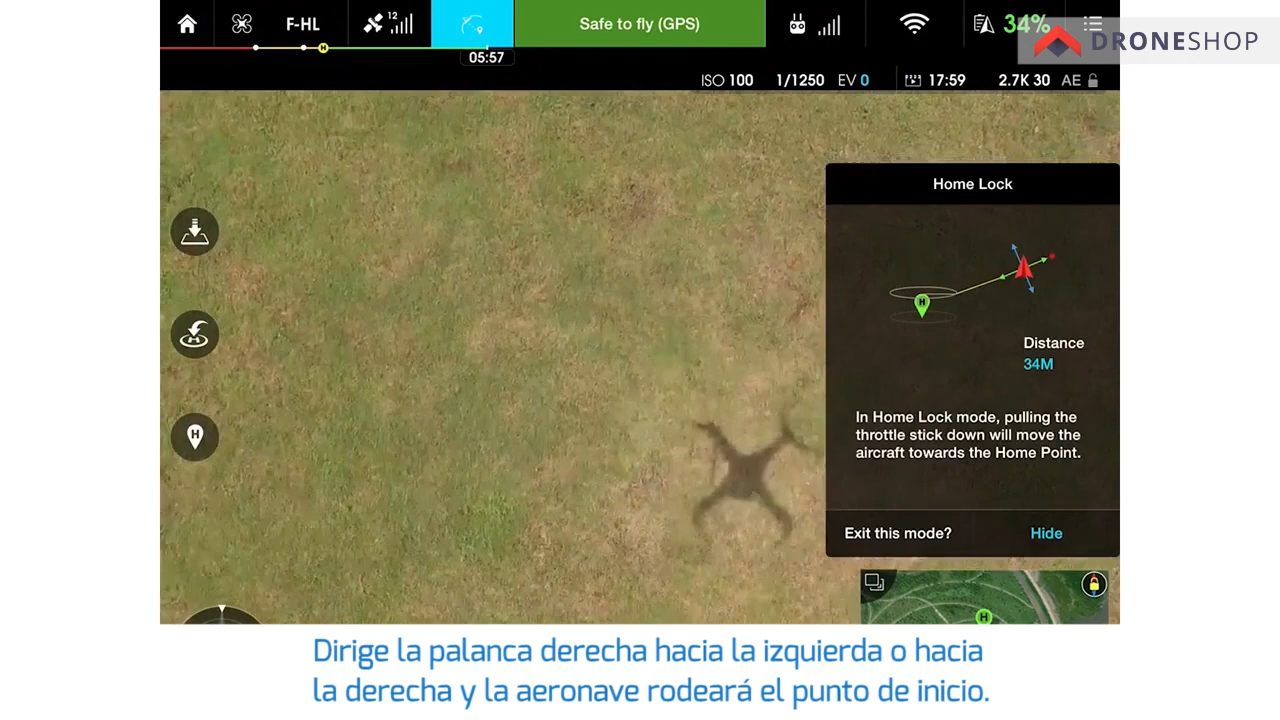 F-HL
12
Safe to fly (GPS)
34%
DRONESHOP
H
05:57
ISO 100 1/1250 EV 0 17:59 2.7K 30 AE
Home Lock
H
Distance
34M
H
In Home Lock mode, pulling the
throttle stick down will move the
aircraft towards the Home Point.
Exit this mode? Hide
H
Dirige la palanca derecha hacia la izquierda o hacia
la derecha y la aeronave rodeará el punto de inicio.